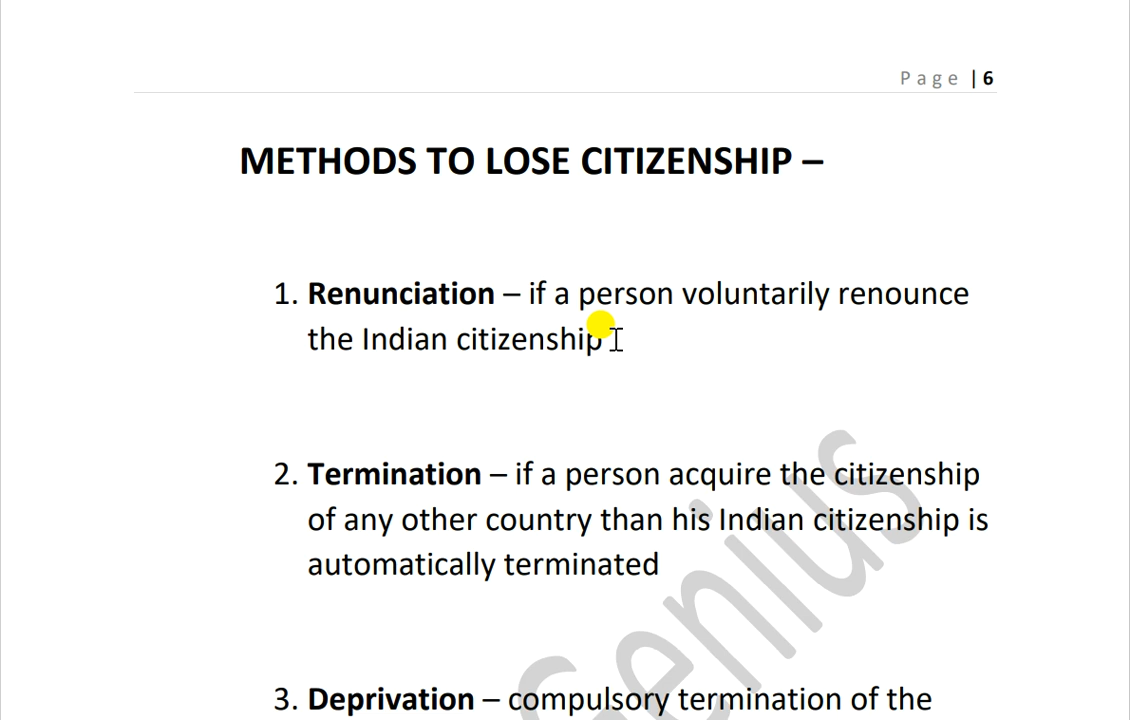 Page | 6
METHODS TO LOSE CITIZENSHIP –
1. Renunciation – if a person voluntarily renounce
the Indian citizenship
2. Termination – if a person acquire the citizenship
of any other country than his Indian citizenship is
automatically terminated
Genius
3. Deprivation – compulsory termination of the